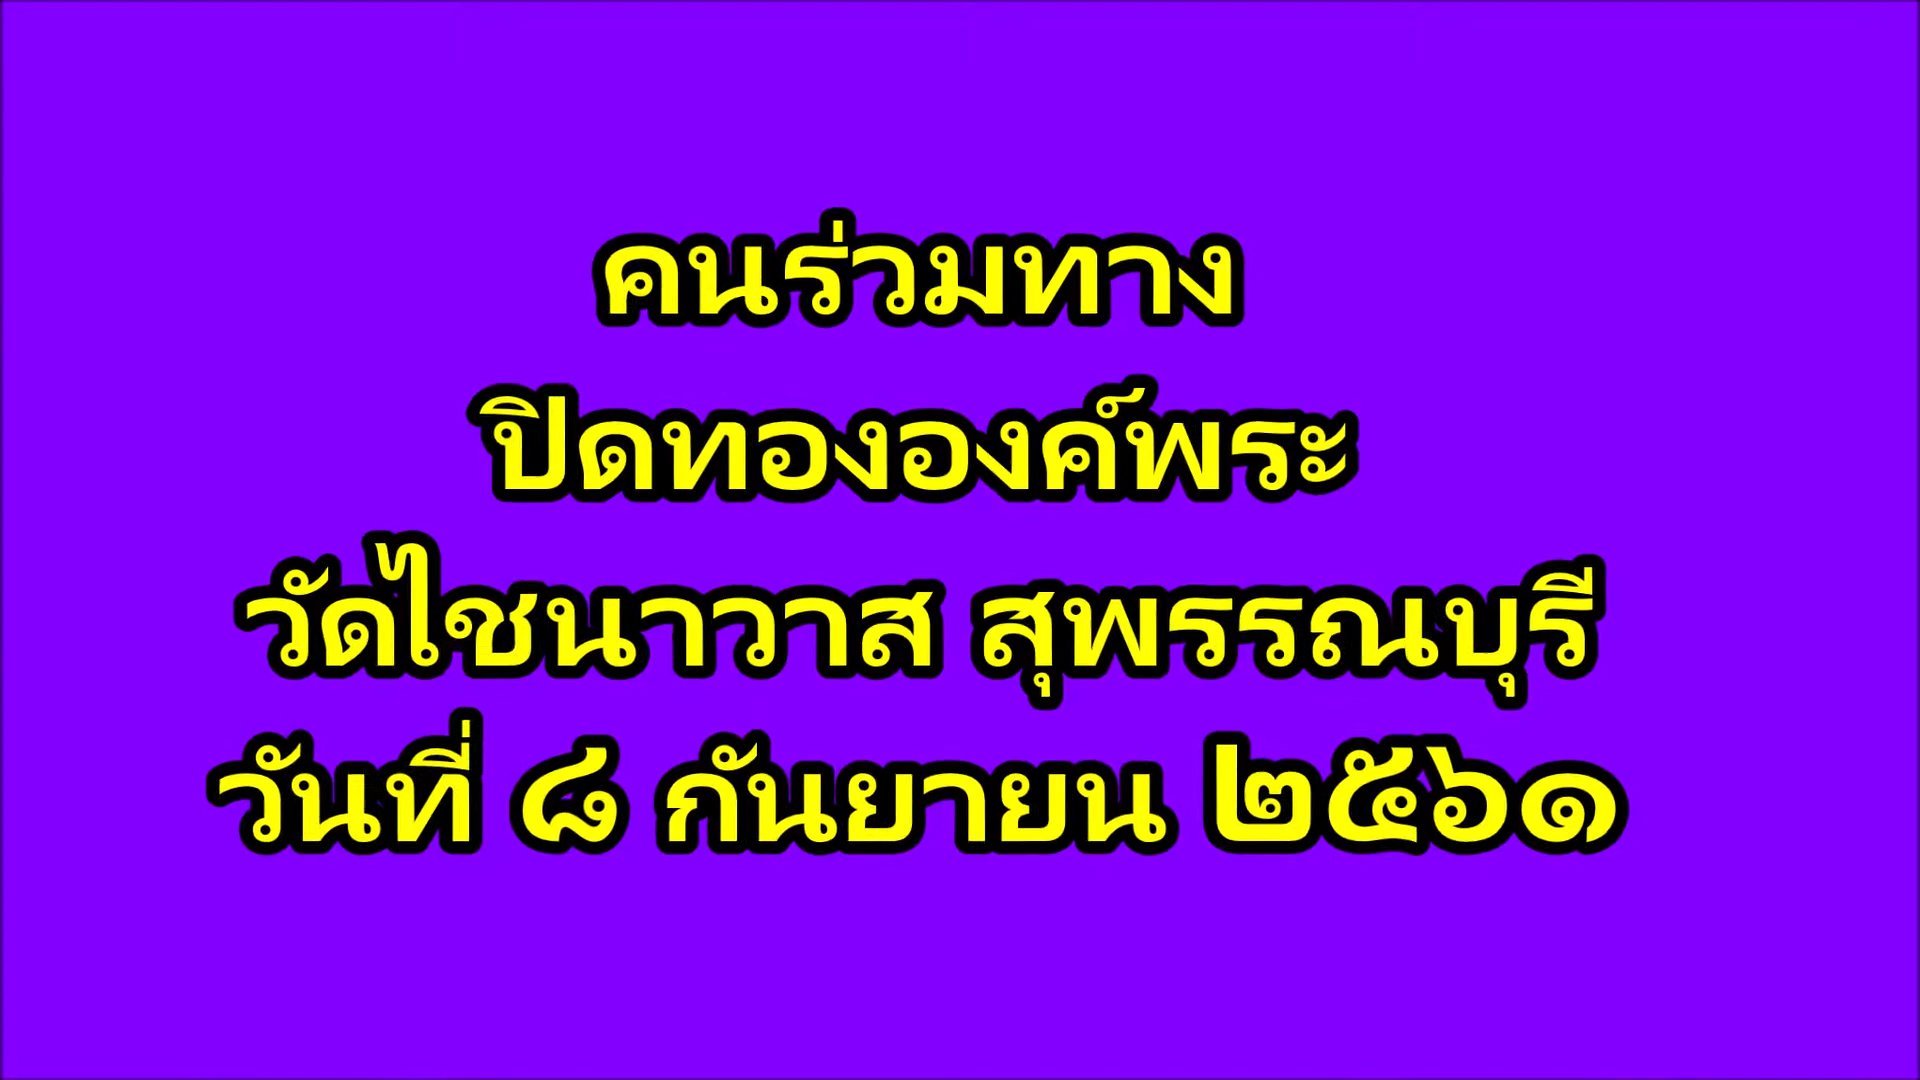 คนร่วมทาง
ปิดทององค์พระ
วัดไชนาวาส สุพรรณบุรี
วันที่ ๘ กันยายน ๒๕๖๑